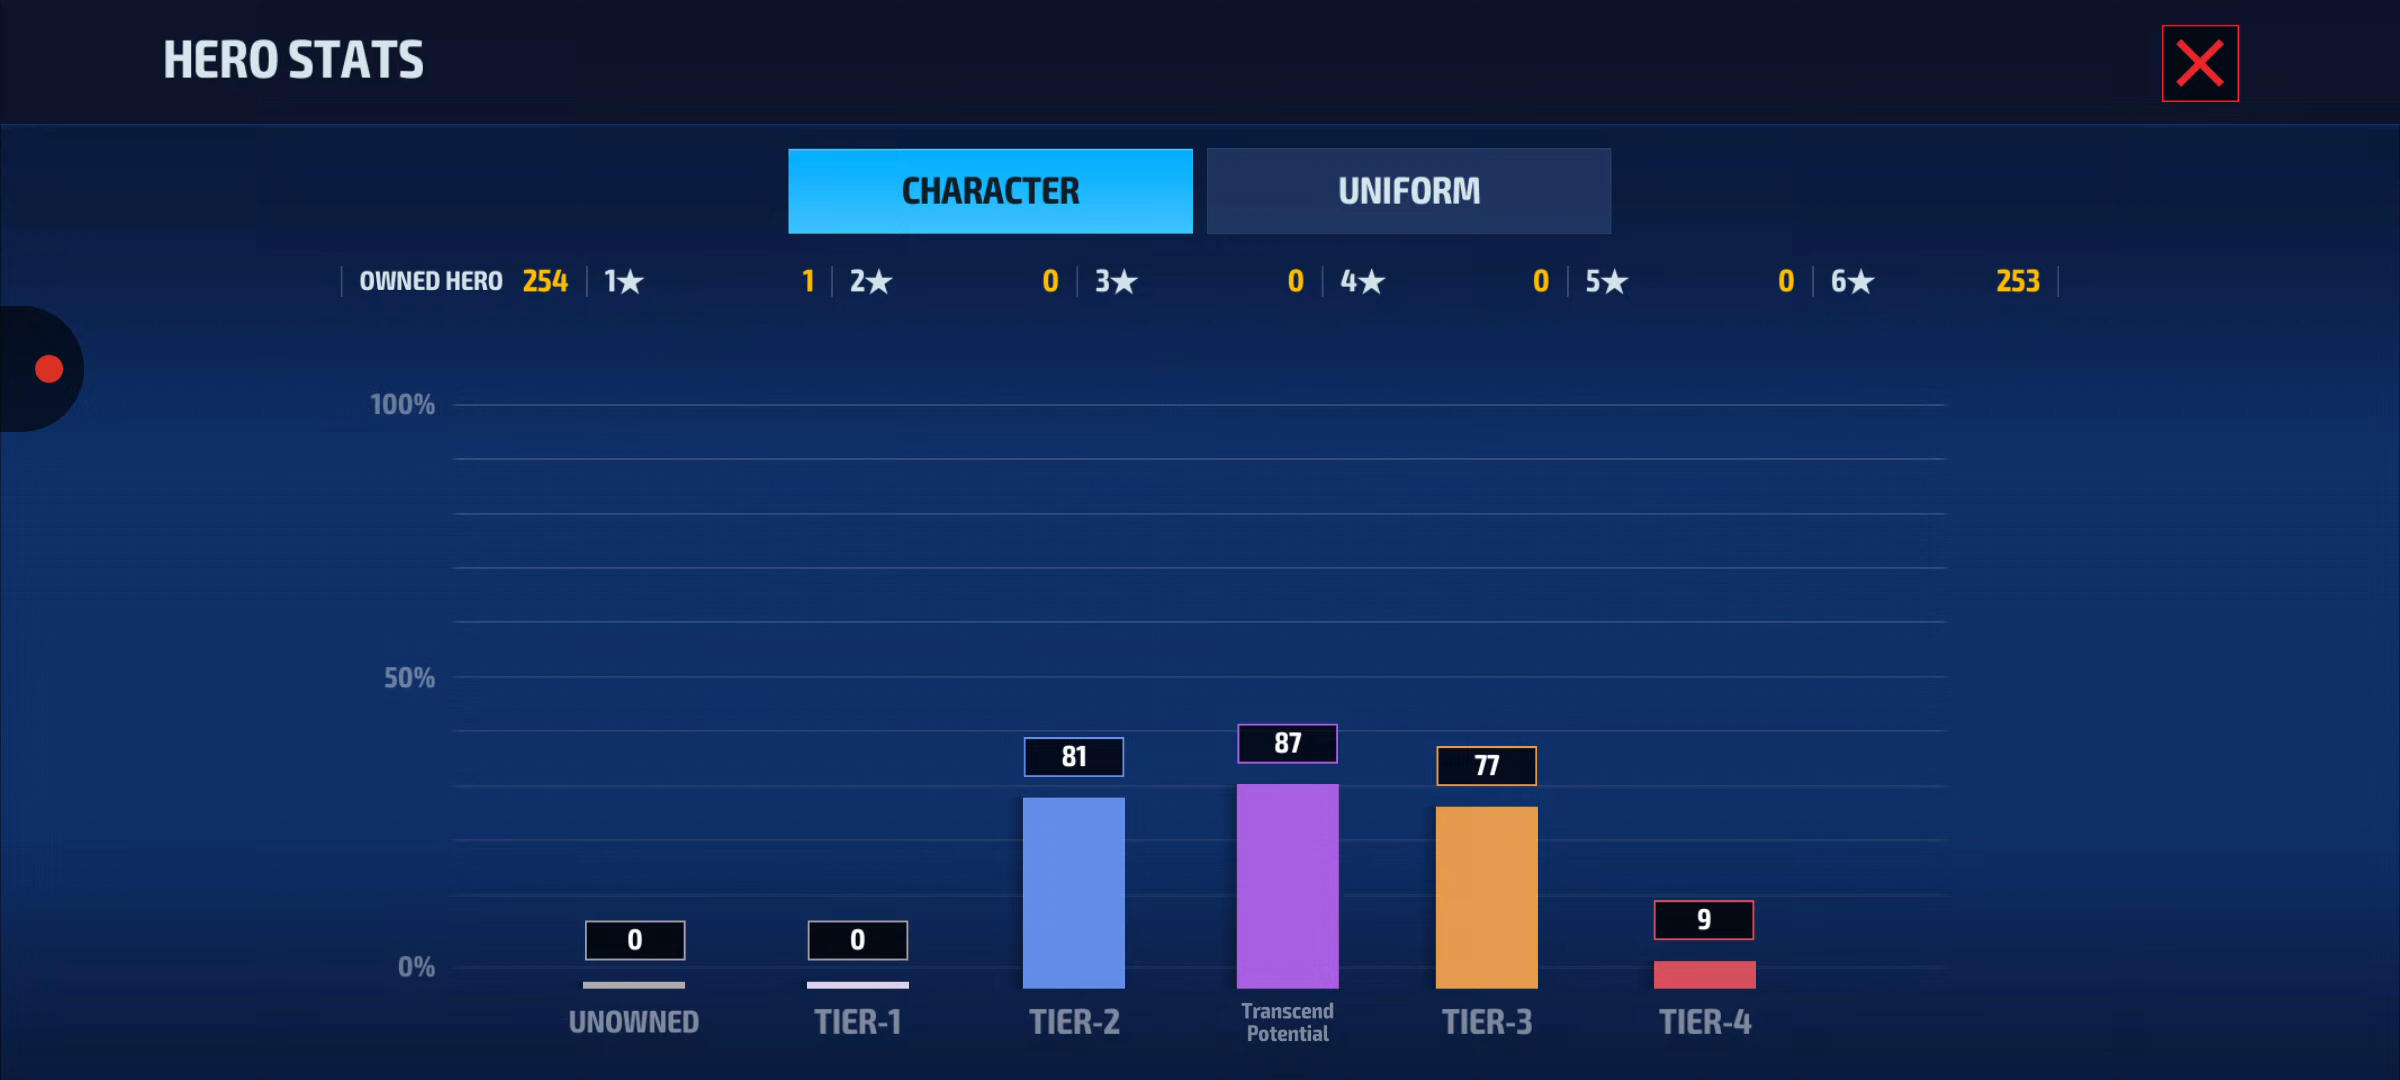 HERO STATS
CHARACTER
UNIFORM
OWNED HERO 254 1★ 1 2★ 0 3★ 0 4★ 0 5★ 0 6★ 253
100%
50%
0%
0
0
81
87
77
9
UNOWNED
TIER-1
TIER-2
Transcend
Potential
TIER-3
TIER-4